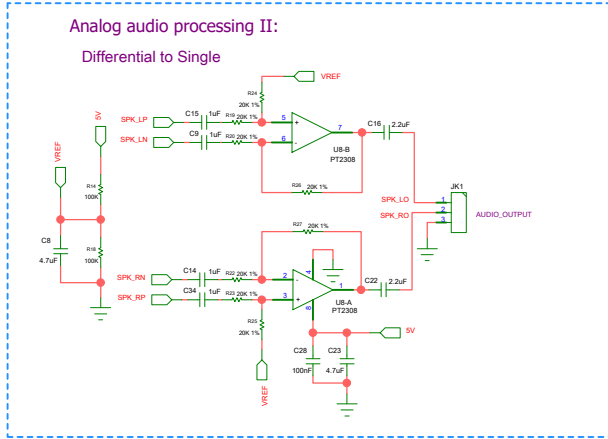 Analog audio processing II:
Differential to Single
VREF
R24
20K 1%
SPK_LP
C15
1uF
R19 20K 1%
5
+
7
C16
2.2uF
5V
SPK_LN
C9
1uF
R20 20K 1%
6
-
U8-B
PT2308
VREF
R14
100K
R26
20K 1%
SPK_LO
SPK_RO
JK1
1
2
3
AUDIO_OUTPUT
C8
4.7uF
R18
100K
R27
20K 1%
SPK_RN
C14
1uF
R22 20K 1%
2
-
4
1
C22
2.2uF
SPK_RP
C34
1uF
R23 20K 1%
3
+
8
U8-A
PT2308
R25
20K 1%
5V
C28
100nF
C23
4.7uF
VREF